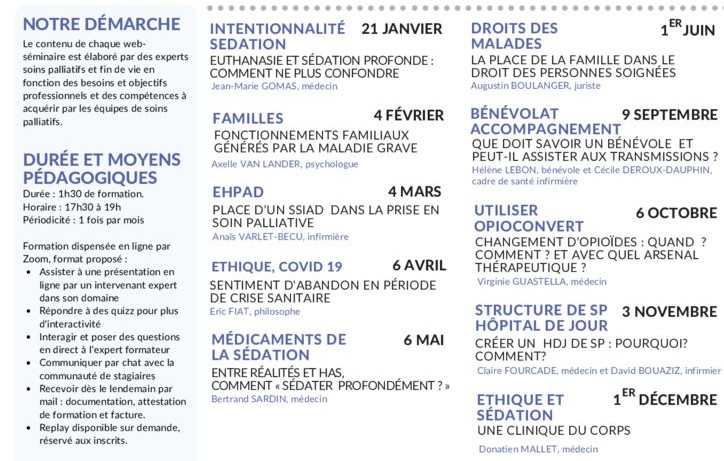 NOTRE DÉMARCHE
Le contenu de chaque web-
séminaire est élaboré par des experts
soins palliatifs et fin de vie en
fonction des besoins et objectifs
professionnels et des compétences à
acquérir par les équipes de soins
palliatifs.
DURÉE ET MOYENS
PÉDAGOGIQUES
Durée : 1h30 de formation.
Horaire : 17h30 à 19h
Périodicité : 1 fois par mois
Formation dispensée en ligne par
Zoom, format proposé :
• Assister à une présentation en
ligne par un intervenant expert
dans son domaine
• Répondre à des quizz pour plus
d'interactivité
• Interagir et poser des questions
en direct à l'expert formateur
• Communiquer par chat avec la
communauté de stagiaires
• Recevoir dès le lendemain par
mail : documentation, attestation
de formation et facture.
• Replay disponible sur demande,
réservé aux inscrits.
INTENTIONNALITÉ 21 JANVIER
SEDATION
EUTHANASIE ET SÉDATION PROFONDE :
COMMENT NE PLUS CONFONDRE
Jean-Marie GOMAS, médecin
FAMILLES 4 FÉVRIER
FONCTIONNEMENTS FAMILIAUX
GÉNÉRÉS PAR LA MALADIE GRAVE
Axelle VAN LANDER, psychologue
EHPAD 4 MARS
PLACE D'UN SSIAD DANS LA PRISE EN
SOIN PALLIATIVE
Anaïs VARLET-BECU, infirmière
ETHIQUE, COVID 19 6 AVRIL
SENTIMENT D'ABANDON EN PÉRIODE
DE CRISE SANITAIRE
Eric FIAT, philosophe
MÉDICAMENTS DE 6 MAI
LA SÉDATION
ENTRE RÉALITÉS ET HAS,
COMMENT « SÉDATER PROFONDÉMENT ? »
Bertrand SARDIN, médecin
DROITS DES 1ER JUIN
MALADES
LA PLACE DE LA FAMILLE DANS LE
DROIT DES PERSONNES SOIGNÉES
Augustin BOULANGER, juriste
BÉNÉVOLAT 9 SEPTEMBRE
ACCOMPAGNEMENT
QUE DOIT SAVOIR UN BÉNÉVOLE ET
PEUT-IL ASSISTER AUX TRANSMISSIONS ?
Hélène LEBON, bénévole et Cécile DEROUX-DAUPHIN,
cadre de santé infirmière
UTILISER 6 OCTOBRE
OPIOCONVERT
CHANGEMENT D'OPIOÏDES : QUAND ?
COMMENT ? ET AVEC QUEL ARSENAL
THÉRAPEUTIQUE ?
Virginie GUASTELLA, médecin
STRUCTURE DE SP 3 NOVEMBRE
HÔPITAL DE JOUR
CRÉER UN HDJ DE SP : POURQUOI?
COMMENT?
Claire FOURCADE, médecin et David BOUAZIZ, infirmier
ETHIQUE ET 1ER DÉCEMBRE
SÉDATION
UNE CLINIQUE DU CORPS
Donatien MALLET, médecin